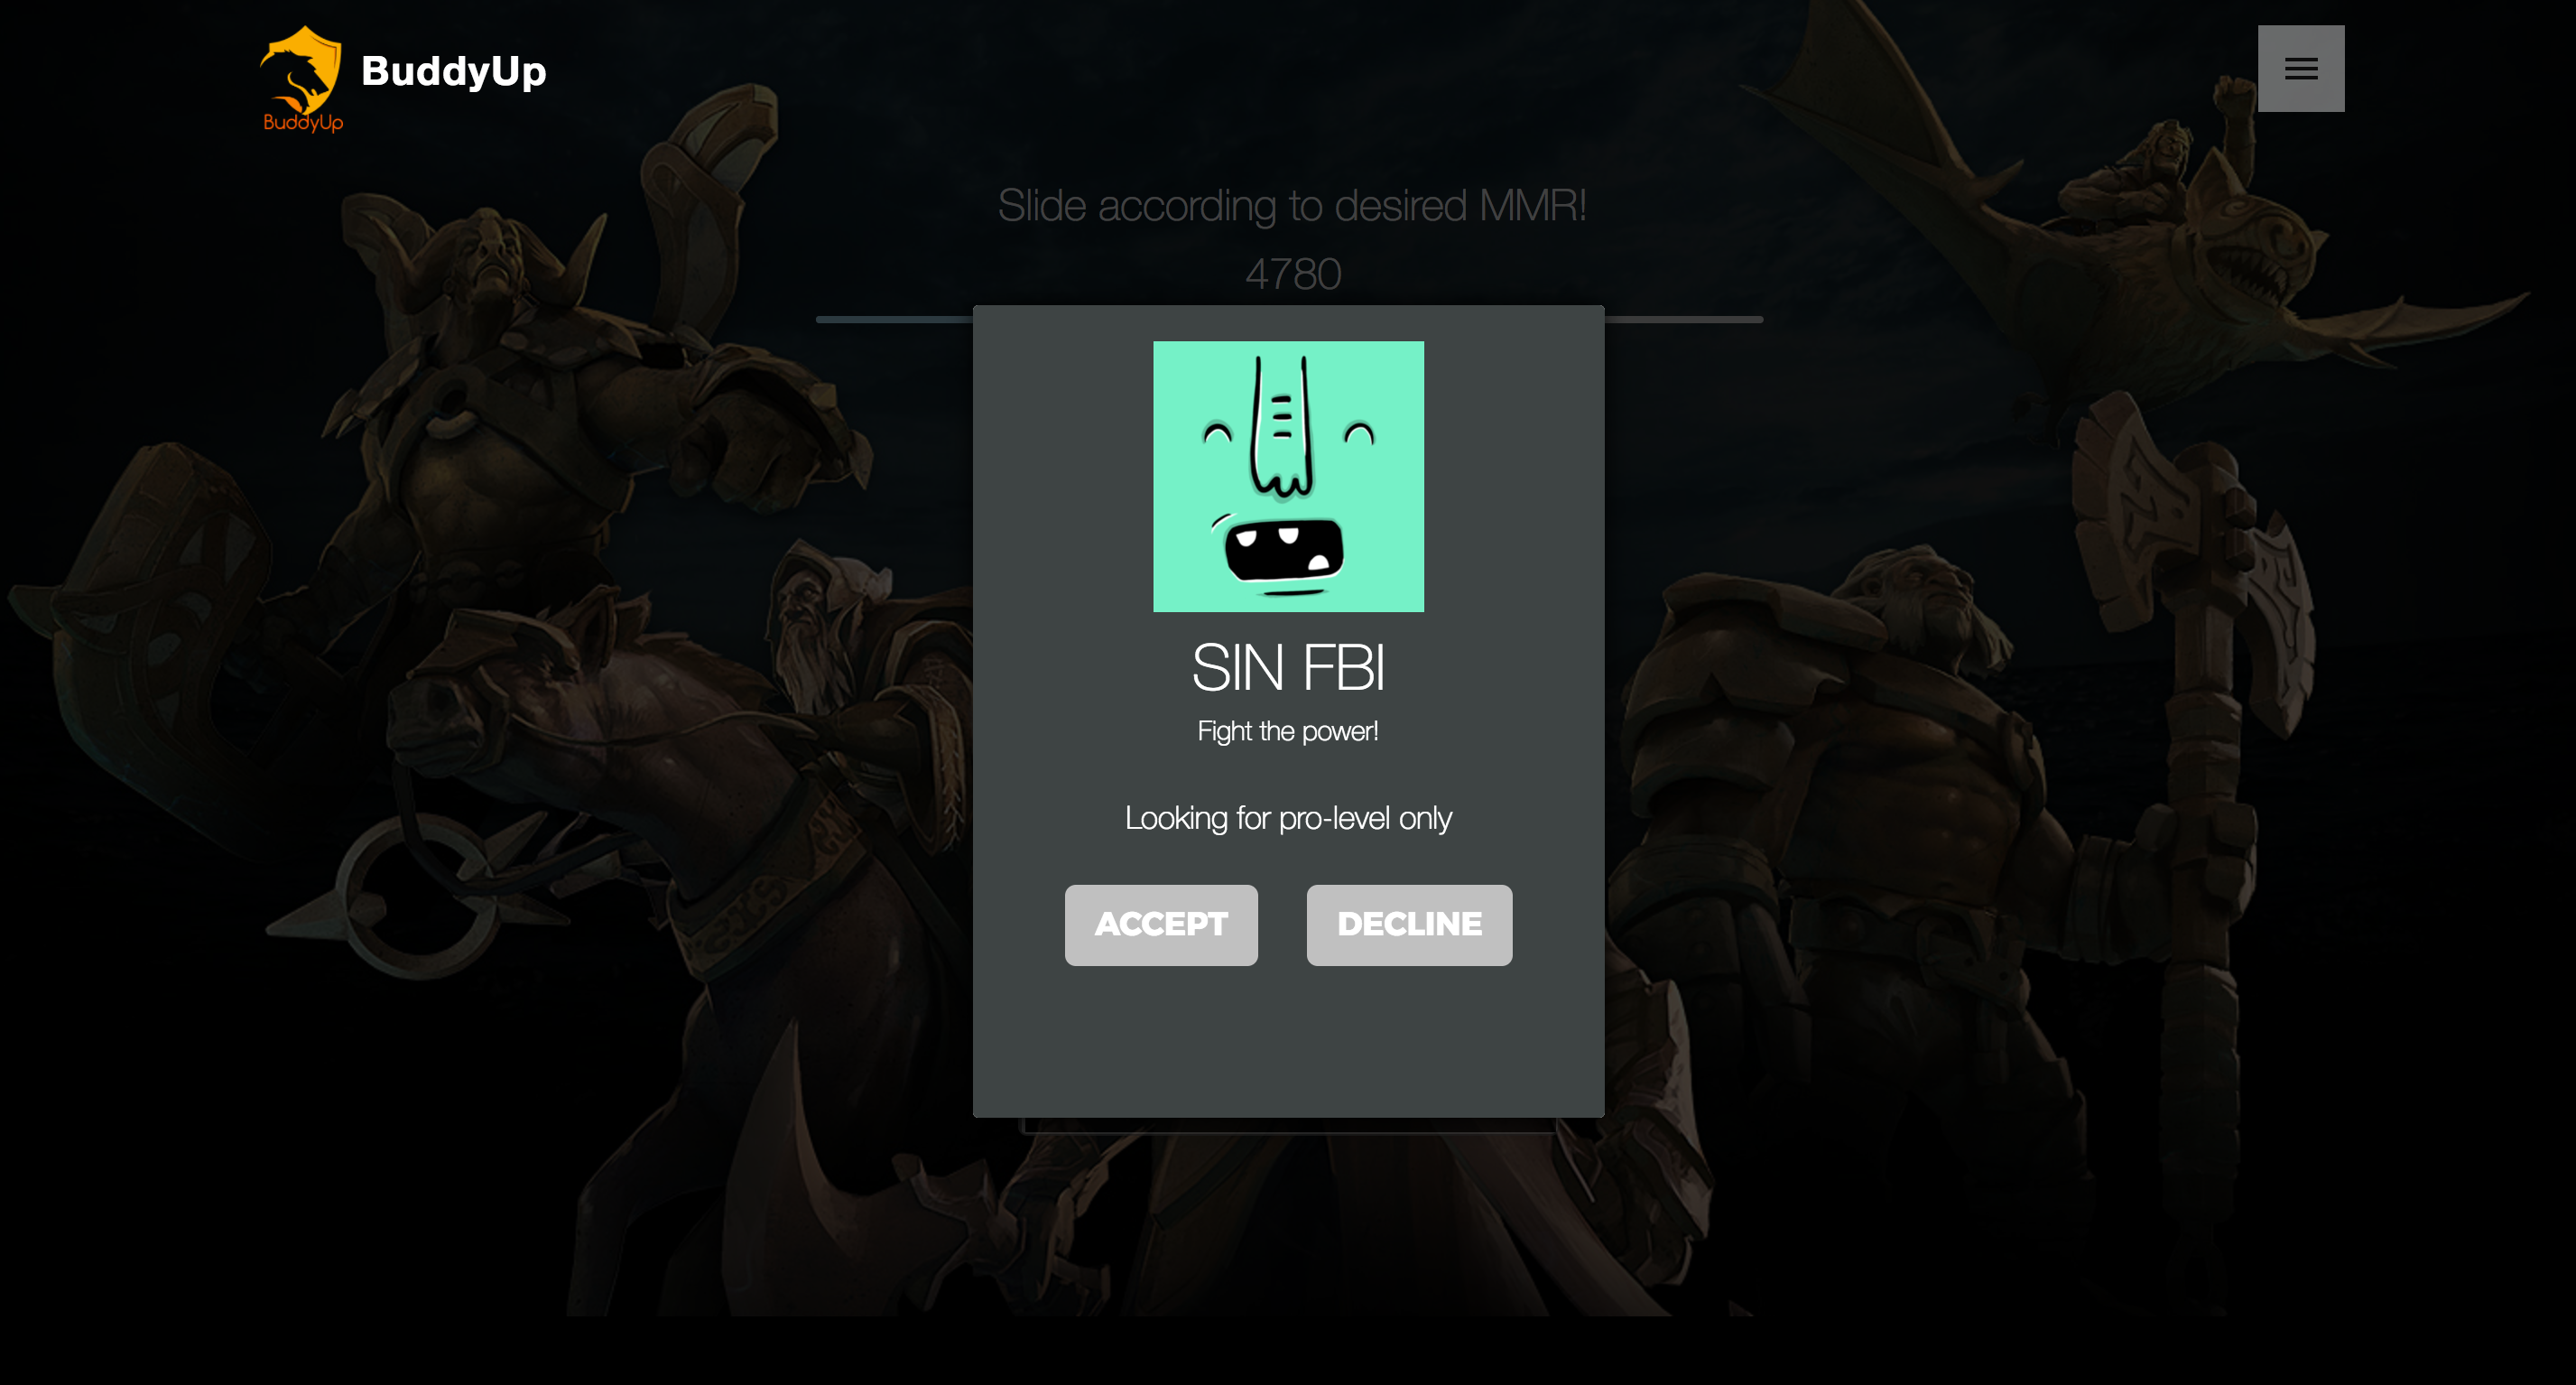 BuddyUp
BuddyUp
Slide according to desired MMR!
4780
SIN FBI
Fight the power!
Looking for pro-level only
ACCEPT
DECLINE